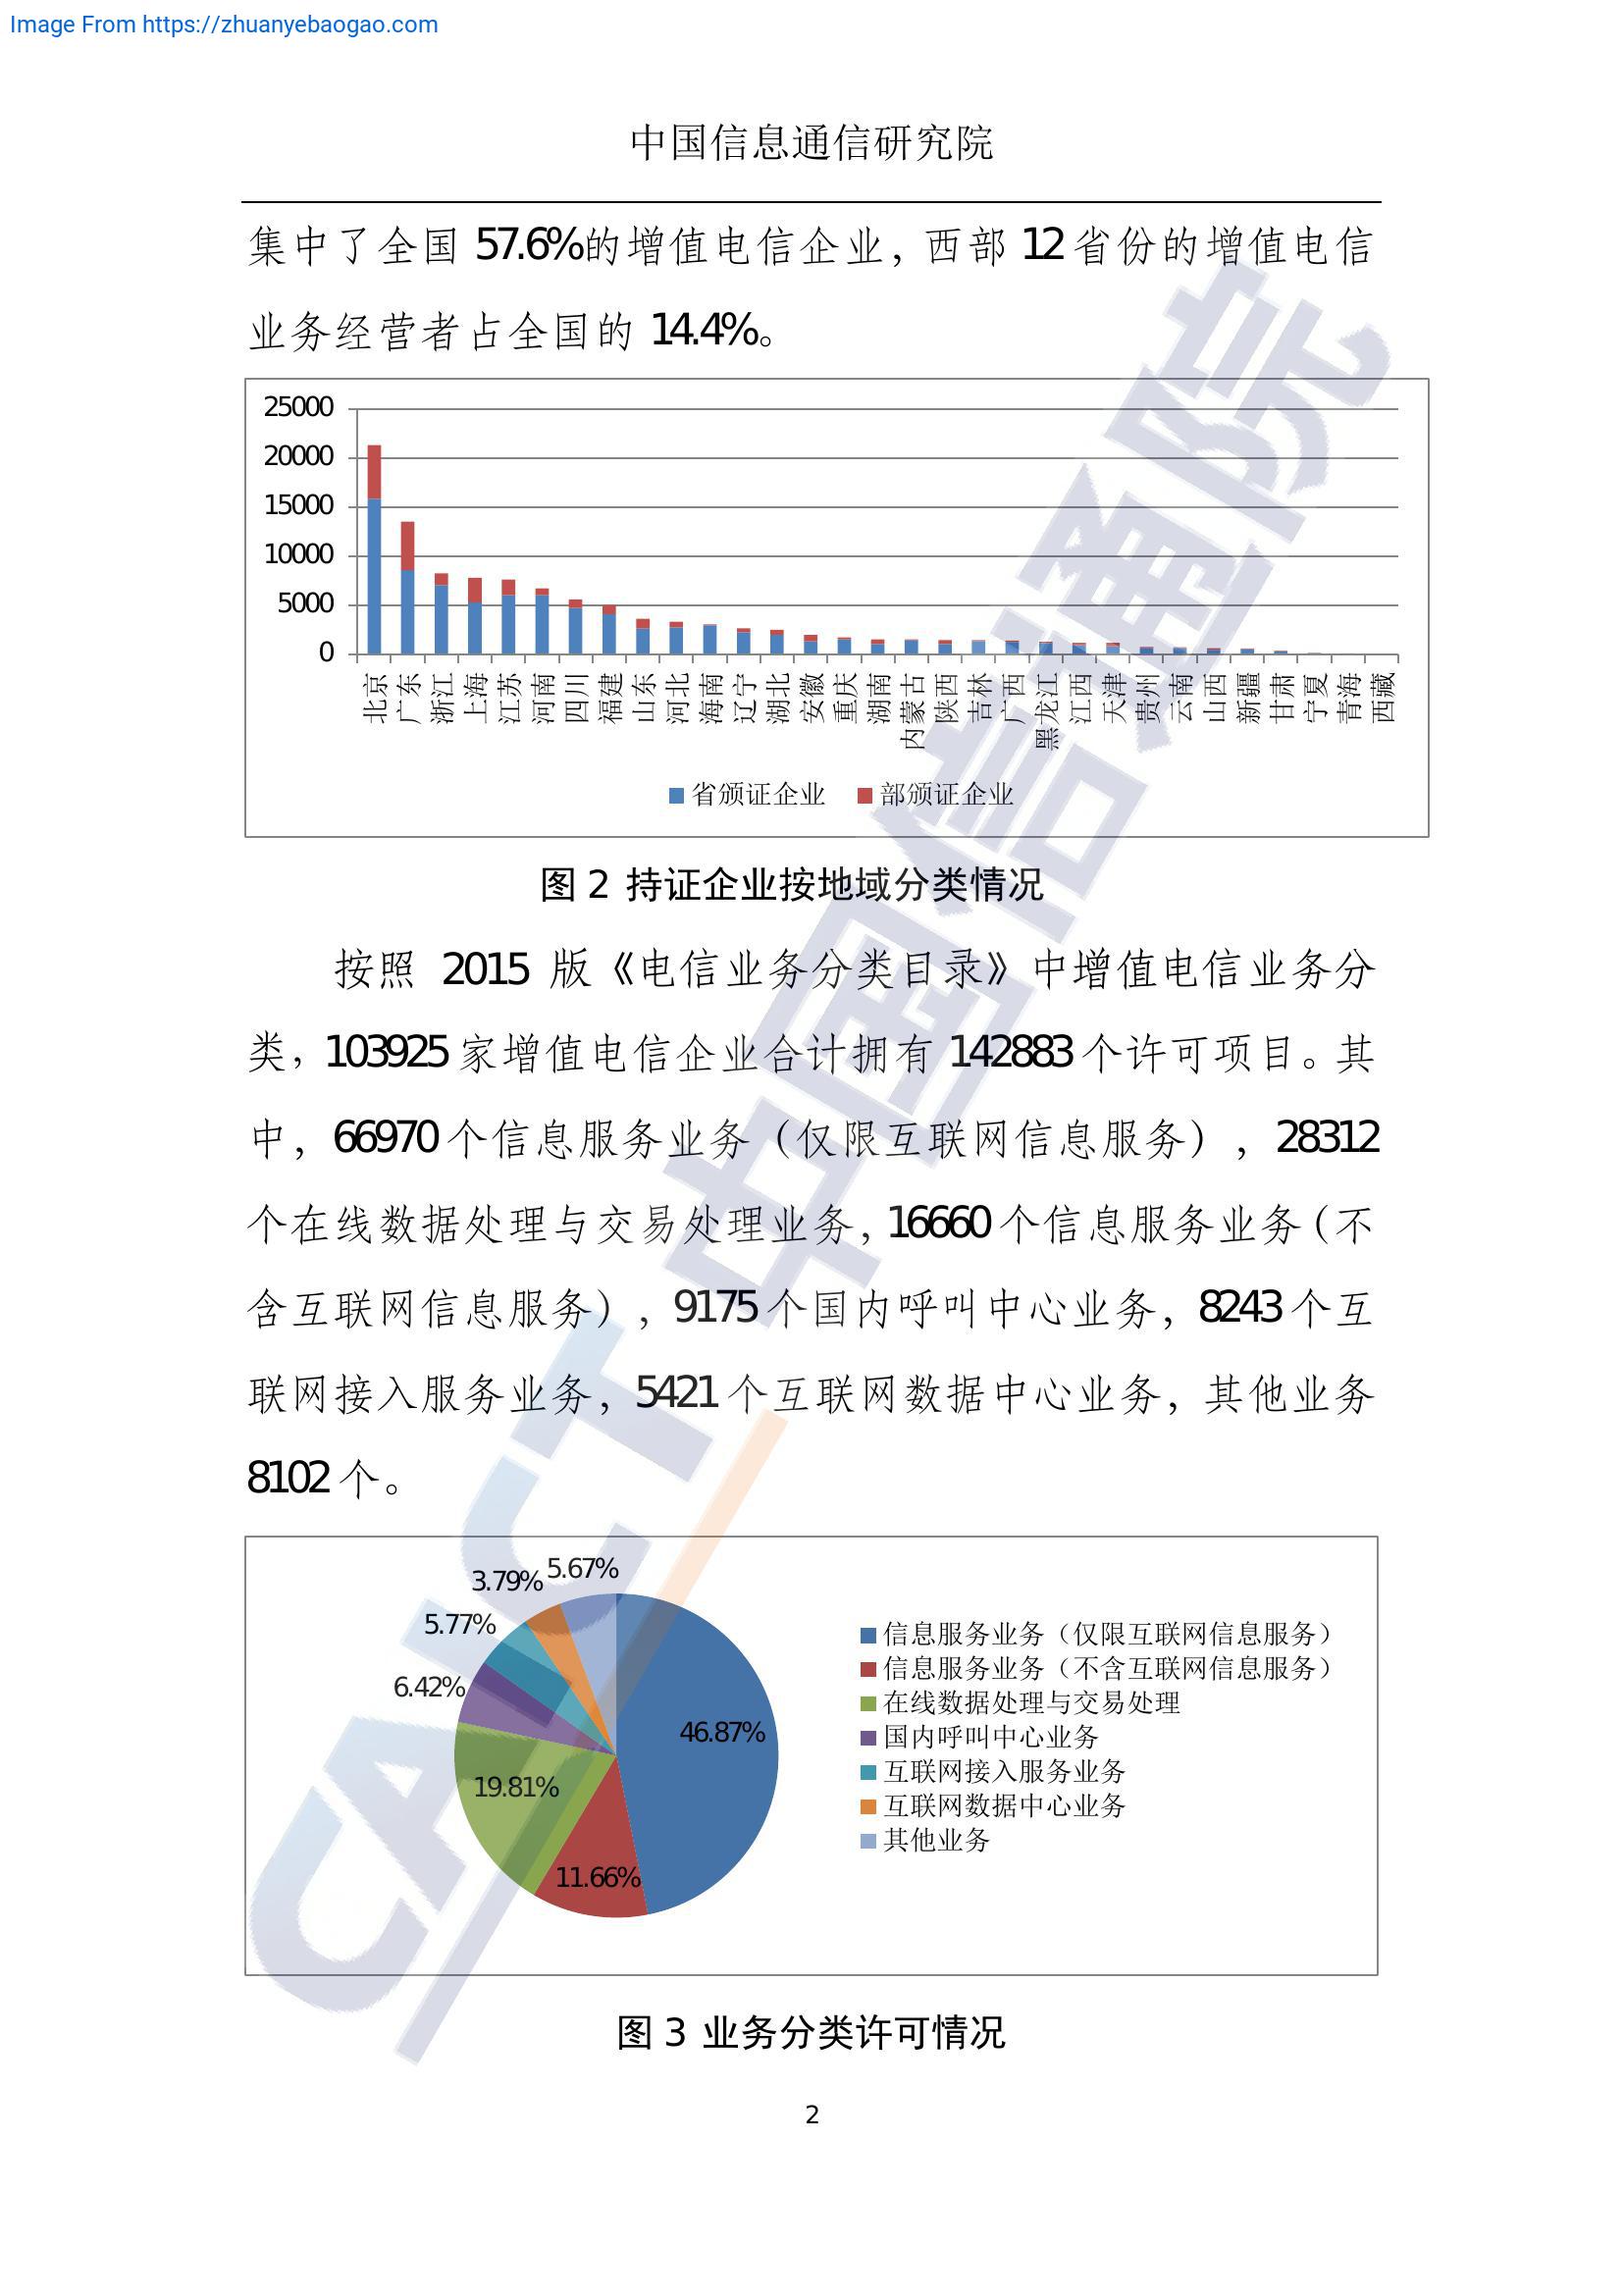 Image From https://zhuanyebaogao.com
中国信息通信研究院
集中了全国 57.6%的增值电信企业，西部 12 省份的增值电信
业务经营者占全国的 14.4%。
25000
20000
15000
10000
5000
0
北京 广东 浙江 上海 江苏 河南 四川 福建 山东 河北 海南 辽宁 湖北 安徽 重庆 湖南 内蒙古 陕西 吉林 广西 黑龙江 江西 天津 贵州 云南 山西 新疆 甘肃 宁夏 青海 西藏
省颁证企业 部颁证企业
图 2 持证企业按地域分类情况
按照 2015 版《电信业务分类目录》中增值电信业务分
类，103925 家增值电信企业合计拥有 142883 个许可项目。其
中，66970 个信息服务业务（仅限互联网信息服务），28312
个在线数据处理与交易处理业务，16660 个信息服务业务（不
含互联网信息服务），9175 个国内呼叫中心业务，8243 个互
联网接入服务业务，5421 个互联网数据中心业务，其他业务
8102 个。
5.67%
3.79%
5.77%
6.42%
46.87%
19.81%
11.66%
信息服务业务（仅限互联网信息服务）
信息服务业务（不含互联网信息服务）
在线数据处理与交易处理
国内呼叫中心业务
互联网接入服务业务
互联网数据中心业务
其他业务
图 3 业务分类许可情况
2
CAICT 中国信通院